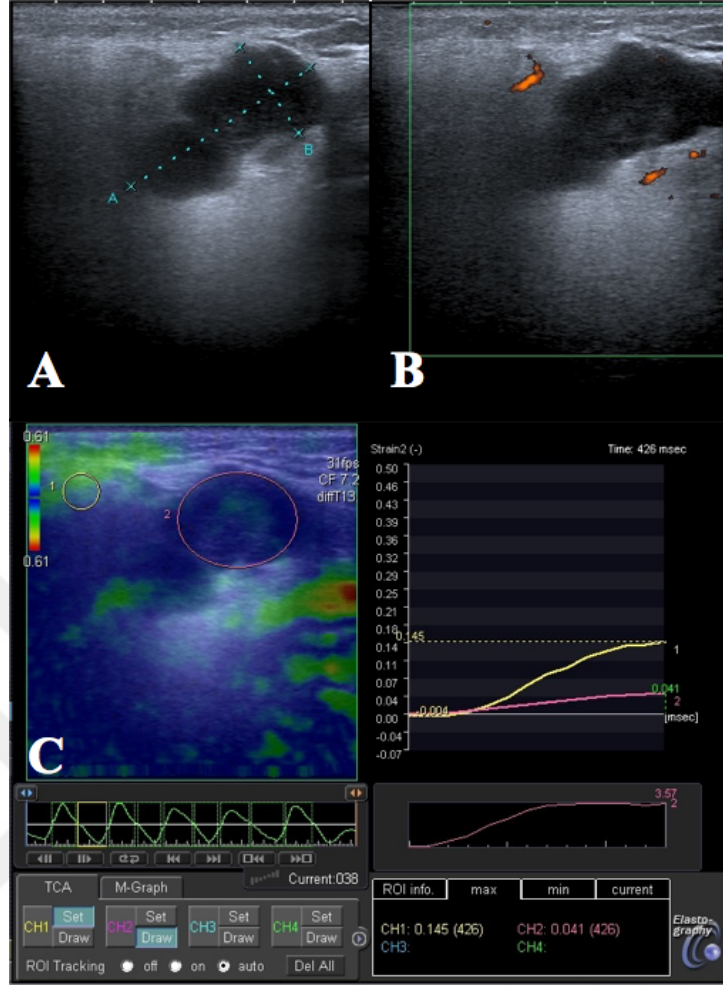 A
B
A
B
0.61
0.61
1
2
31fps
CF 7.2
diffT13
C
Strain2 (-)
Time: 426 msec
0.50
0.46
0.43
0.39
0.36
0.32
0.29
0.25
0.21
0.18
0.145
0.14
0.11
0.07
0.04
0.00
-0.04
-0.07
0.004
1
0.041
2
[msec]
3.57
2
Current:038
TCA
M-Graph
CH1
Set
Draw
CH2
Set
Draw
CH3
Set
Draw
CH4
Set
Draw
ROI Tracking
off
on
auto
Del All
ROI info.
max
min
current
CH1: 0.145 (426)
CH2: 0.041 (426)
CH3:
CH4:
Elasto-
graphy